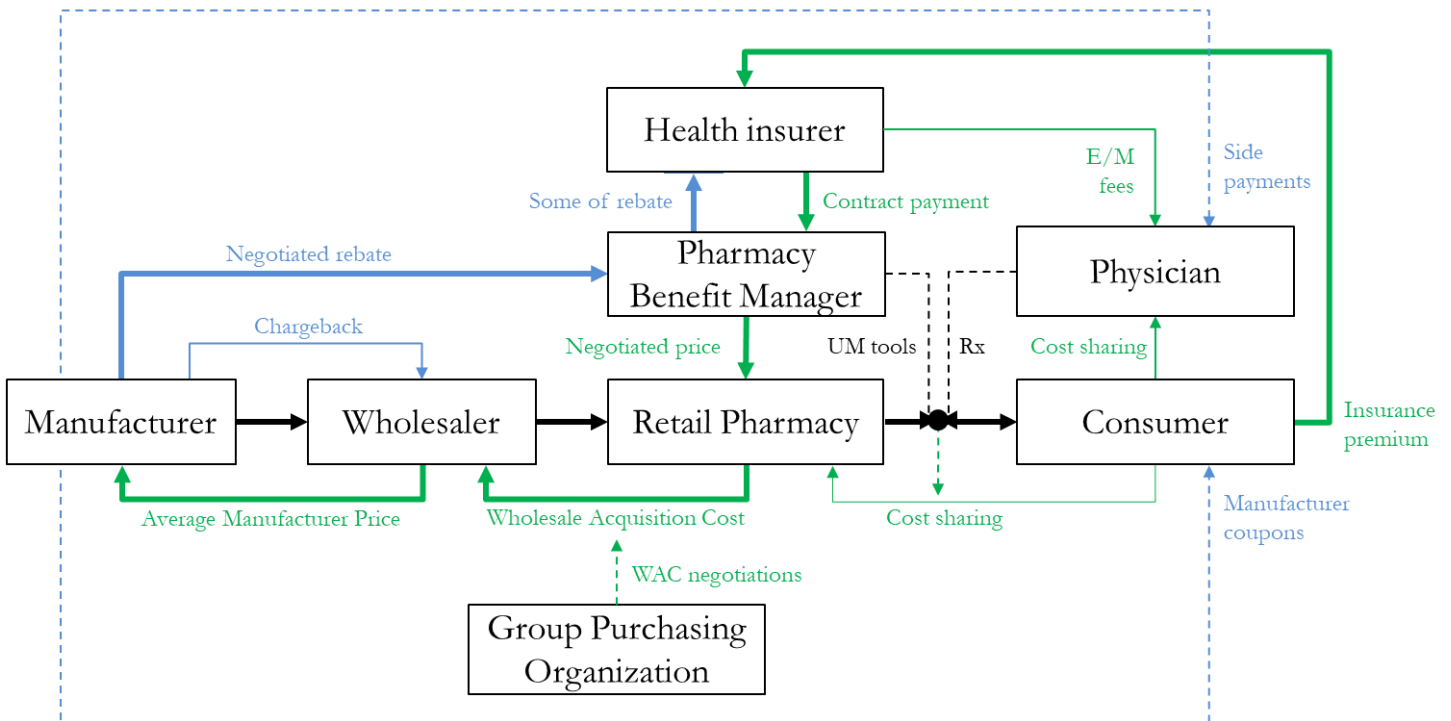 Health insurer
E/M
fees
Side
payments
Some of rebate
Contract payment
Negotiated rebate
Pharmacy
Benefit Manager
Physician
Chargeback
Negotiated price
UM tools
Rx
Cost sharing
Manufacturer
Wholesaler
Retail Pharmacy
Consumer
Insurance
premium
Average Manufacturer Price
Wholesale Acquisition Cost
Cost sharing
Manufacturer
coupons
WAC negotiations
Group Purchasing
Organization